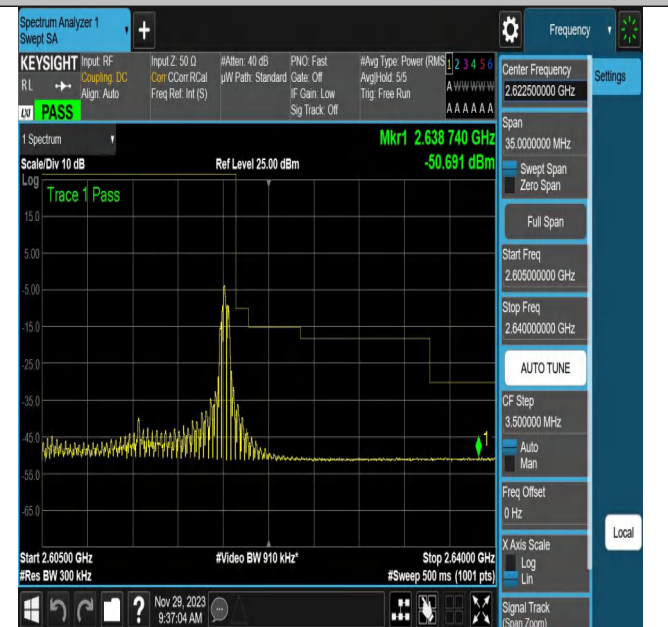 Spectrum Analyzer 1
Swept SA
+
Frequency
KEYSIGHT
RL
Input: RF
Coupling: DC
Align: Auto
Input Z: 50 Ω
Corr CCorr RCal
Freq Ref: Int (S)
#Atten: 40 dB
µW Path: Standard
PNO: Fast
Gate: Off
IF Gain: Low
Sig Track: Off
#Avg Type: Power (RMS
Avg|Hold: 5/5
Trig: Free Run
1 2 3 4 5 6
A W W W W W
A A A A A A
LXI PASS
1 Spectrum
Scale/Div 10 dB
Ref Level 25.00 dBm
Mkr1 2.638 740 GHz
-50.691 dBm
Log
Trace 1 Pass
15.0
5.00
-5.00
-15.0
-25.0
-35.0
-45.0
-55.0
-65.0
1
Start 2.60500 GHz
#Video BW 910 kHz*
Stop 2.64000 GHz
#Res BW 300 kHz
#Sweep 500 ms (1001 pts)
?
Nov 29, 2023
9:37:04 AM
Center Frequency
2.622500000 GHz
Settings
Span
35.0000000 MHz
Swept Span
Zero Span
Full Span
Start Freq
2.605000000 GHz
Stop Freq
2.640000000 GHz
AUTO TUNE
CF Step
3.500000 MHz
Auto
Man
Freq Offset
0 Hz
X Axis Scale
Log
Lin
Local
Signal Track
(Span Zoom)